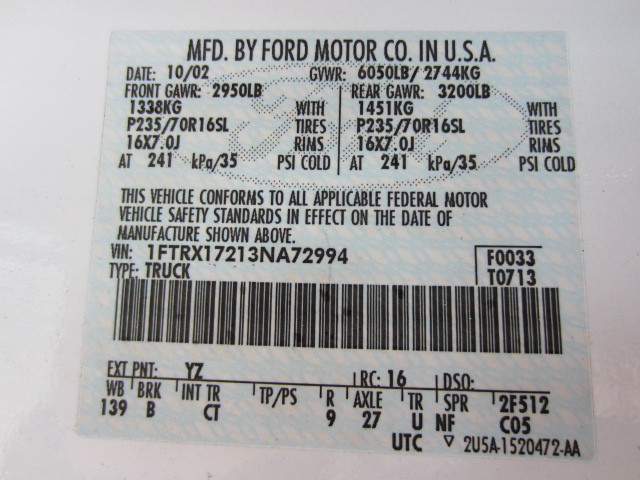 MFD. BY FORD MOTOR CO. IN U.S.A.
DATE: 10/02 GVWR: 6050LB/ 2744KG
FRONT GAWR: 2950LB REAR GAWR: 3200LB
1338KG WITH 1451KG WITH
P235/70R16SL TIRES P235/70R16SL TIRES
16X7.0J RIMS 16X7.0J RIMS
AT 241 kPa/35 PSI COLD AT 241 kPa/35 PSI COLD
THIS VEHICLE CONFORMS TO ALL APPLICABLE FEDERAL MOTOR
VEHICLE SAFETY STANDARDS IN EFFECT ON THE DATE OF
MANUFACTURE SHOWN ABOVE.
VIN: 1FTRX17213NA72994 F0033
TYPE: TRUCK T0713
EXT PNT: YZ RC: 16 DSO:
WB BRK INT TR TP/PS R AXLE TR SPR 2F512
139 B CT 9 27 U NF C05
UTC ▽ 2U5A-1520472-AA